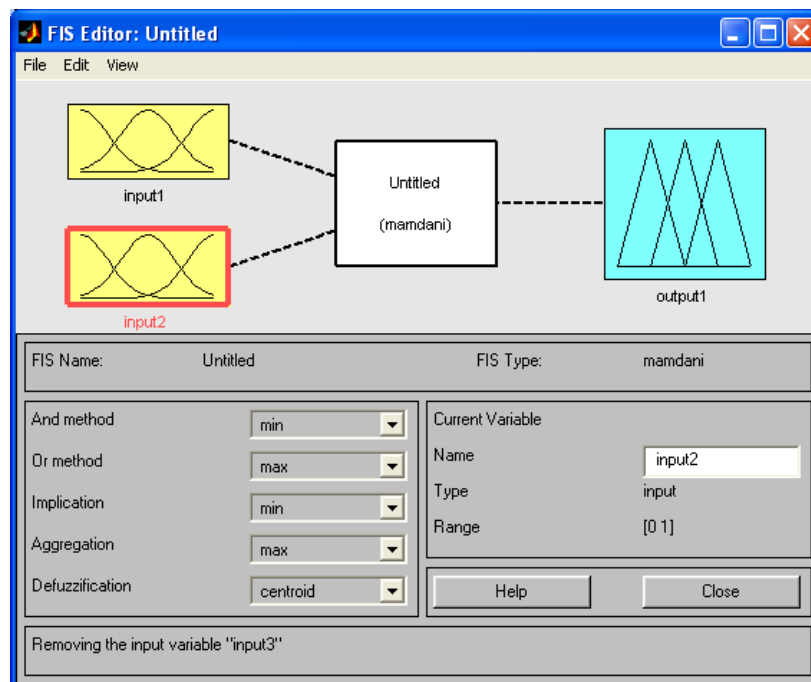 FIS Editor: Untitled
File Edit View
input1
Untitled
(mamdani)
input2
output1
FIS Name: Untitled FIS Type: mamdani
And method min
Or method max
Implication min
Aggregation max
Defuzzification centroid
Current Variable
Name input2
Type input
Range [0 1]
Help Close
Removing the input variable "input3"